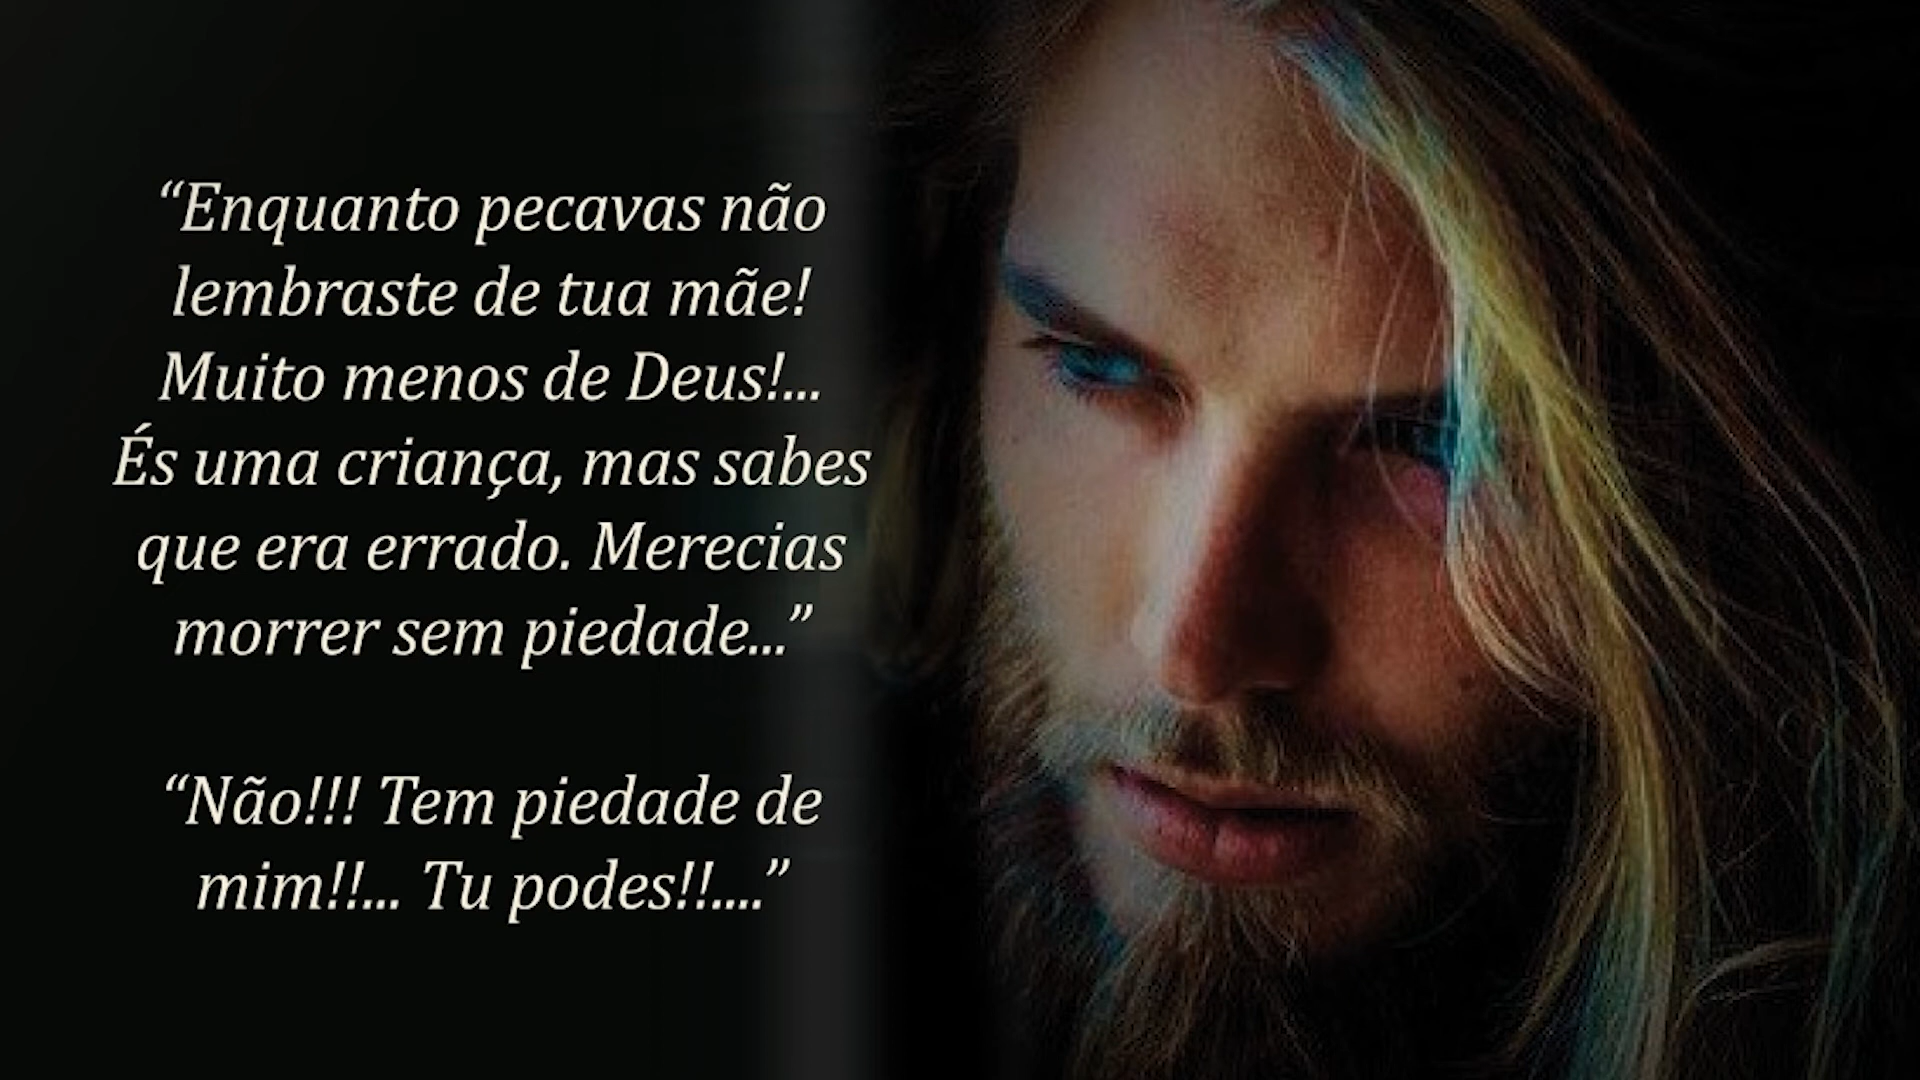 “Enquanto pecavas não
lembraste de tua mãe!
Muito menos de Deus!...
És uma criança, mas sabes
que era errado. Merecias
morrer sem piedade...”
“Não!!! Tem piedade de
mim!!... Tu podes!!....”